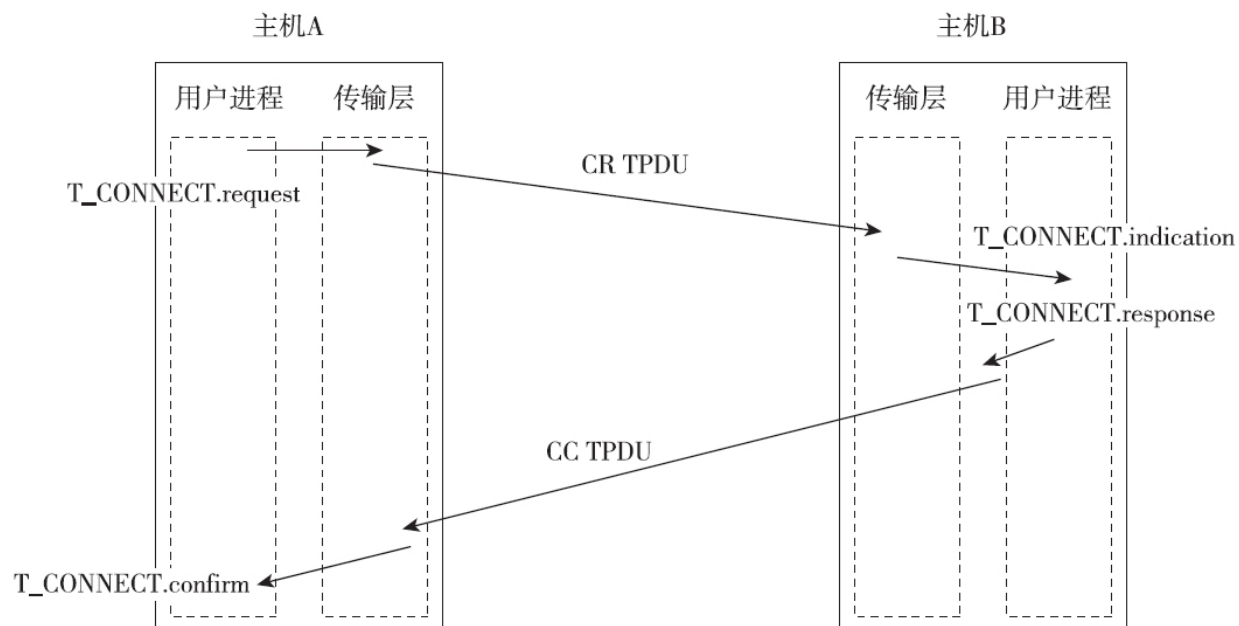 主机A
主机B
用户进程
传输层
传输层
用户进程
CR TPDU
T_CONNECT.request
T_CONNECT.indication
T_CONNECT.response
CC TPDU
T_CONNECT.confirm